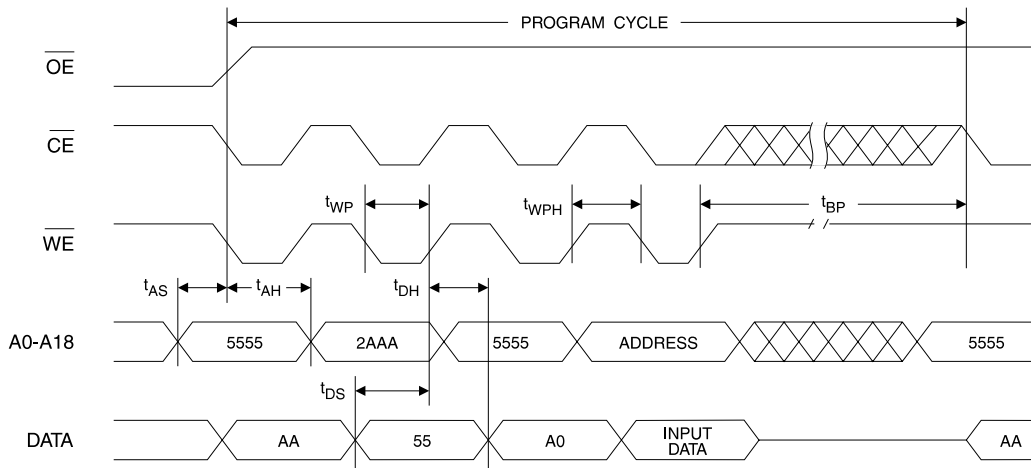 PROGRAM CYCLE
OE
CE
tWP
tWPH
tBP
WE
tAS
tAH
tDH
A0-A18
5555
2AAA
5555
ADDRESS
5555
tDS
DATA
AA
55
A0
INPUT
DATA
AA